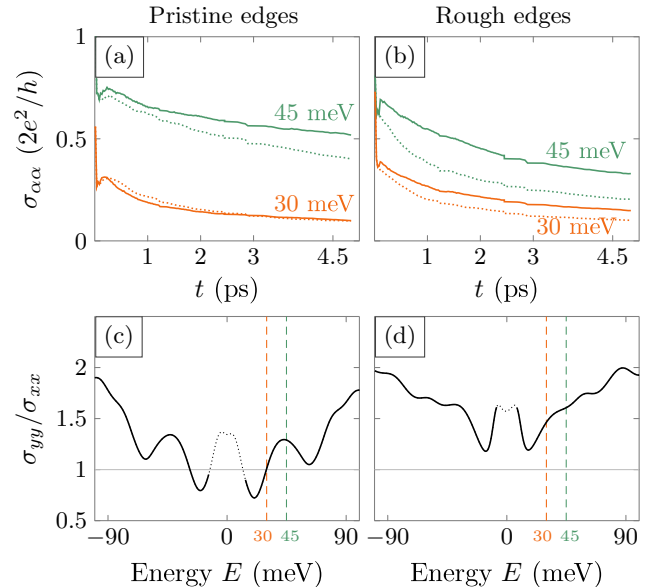 Pristine edges
Rough edges
1
(a)
(b)
45 meV
45 meV
σαα (2e²/h)
0.5
30 meV
30 meV
0
1 2 3 4.5
1 2 3 4.5
t (ps)
t (ps)
(c)
(d)
2
σyy/σxx
1.5
1
0.5
−90 0 30 45 90
−90 0 30 45 90
Energy E (meV)
Energy E (meV)